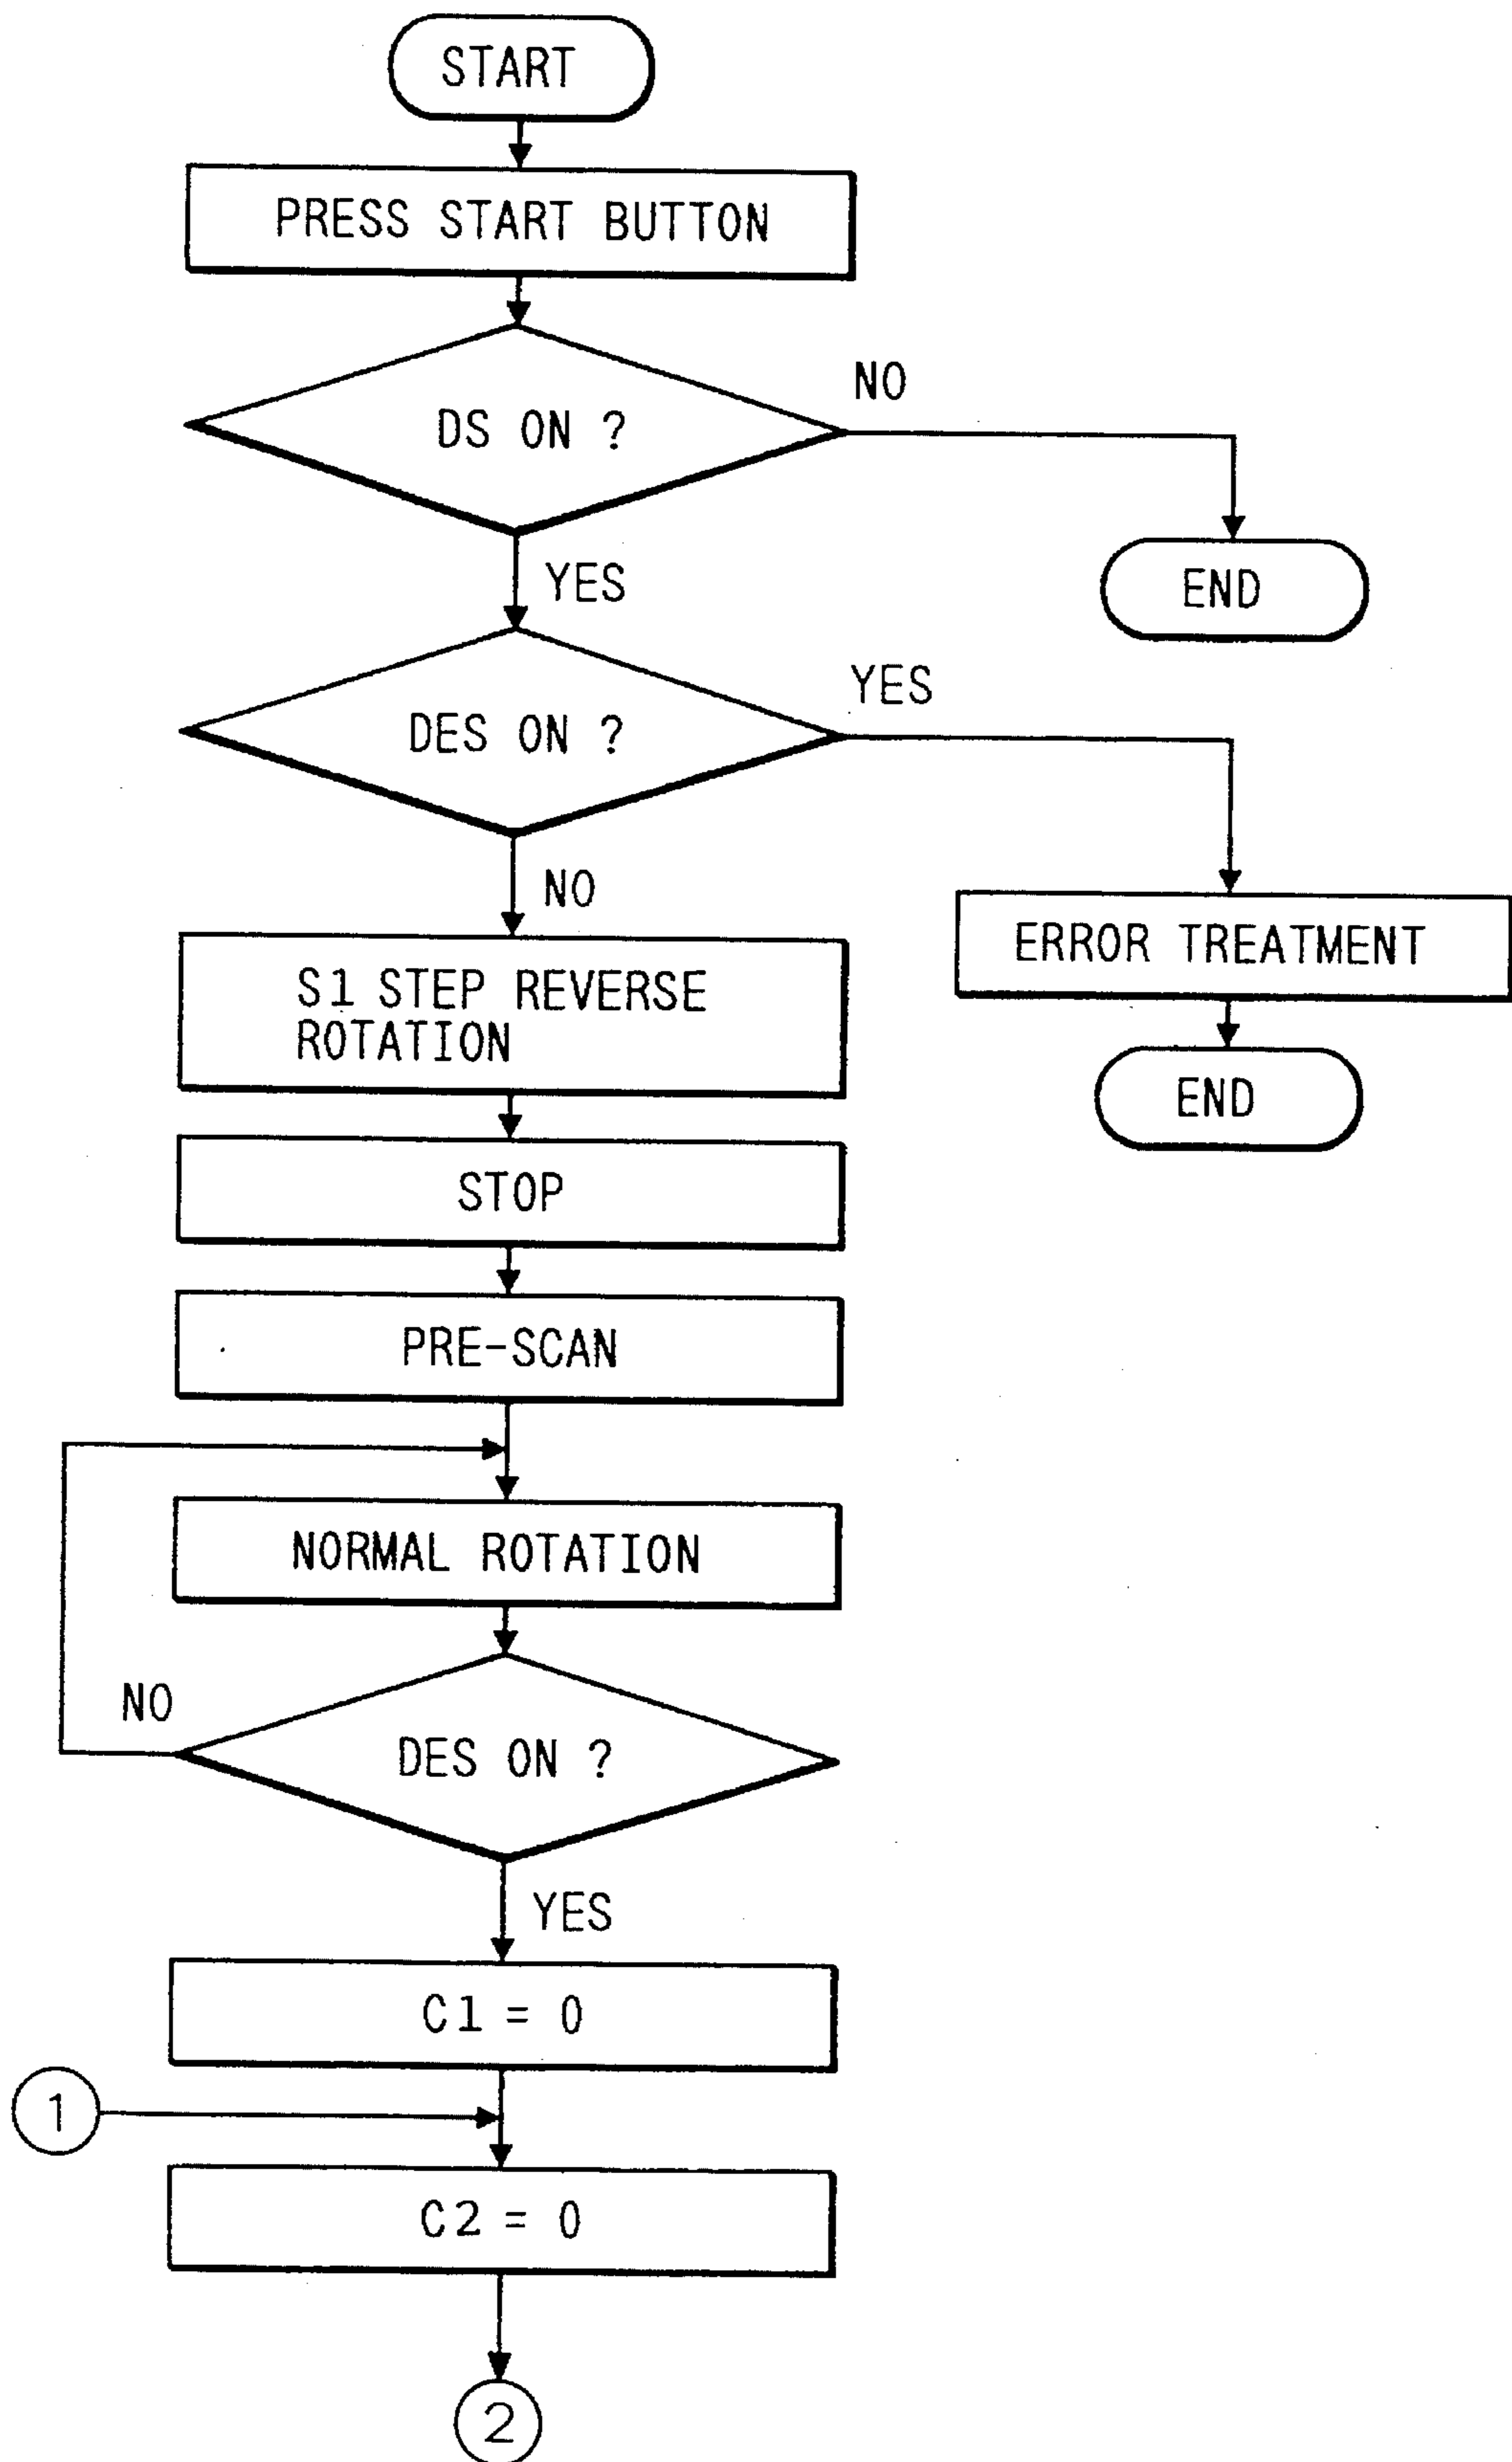 START
PRESS START BUTTON
DS ON ?
NO
END
YES
DES ON ?
YES
NO
ERROR TREATMENT
END
S1 STEP REVERSE
ROTATION
STOP
PRE-SCAN
NORMAL ROTATION
NO
DES ON ?
YES
C1 = 0
1
C2 = 0
2